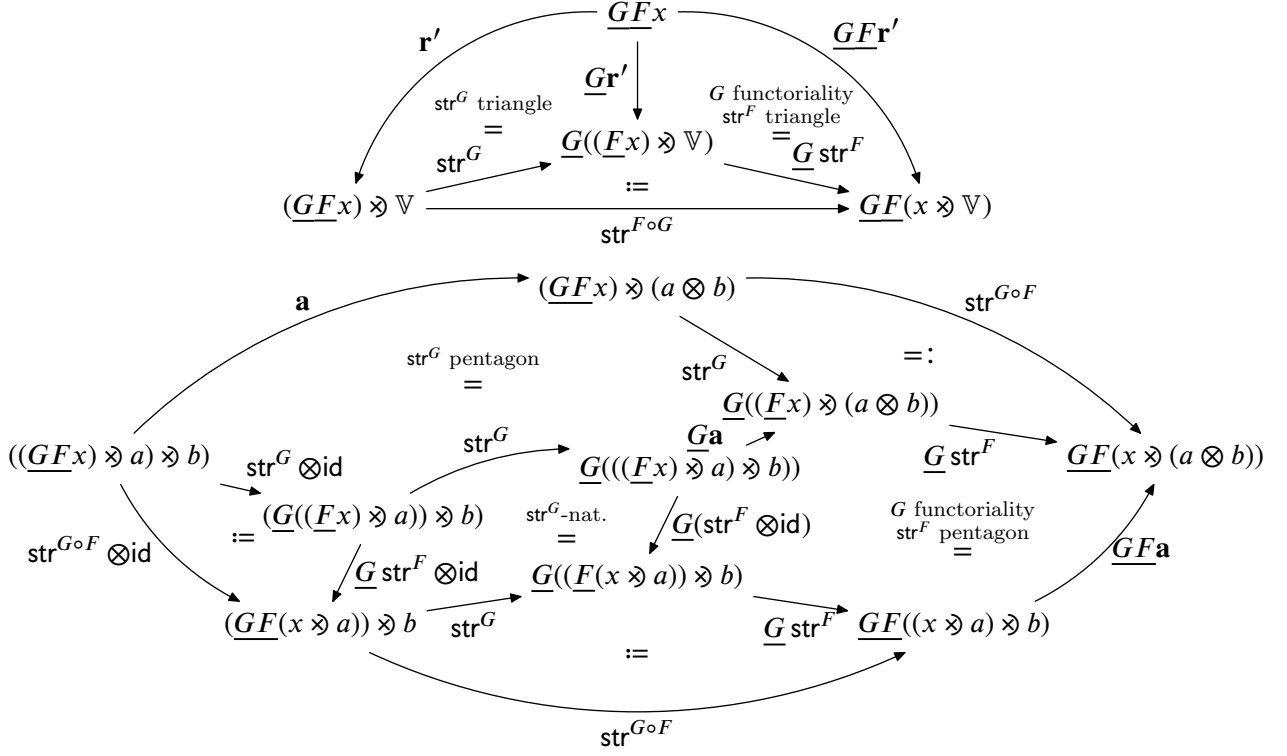 GFx
r′
GFr′
Gr′
str^G triangle
=
G functoriality
str^F triangle
=
G((Fx) ⋊ 𝕍)
str^G
G str^F
(GFx) ⋊ 𝕍
≔
GF(x ⋊ 𝕍)
str^{F∘G}
(GFx) ⋊ (a ⊗ b)
a
str^{G∘F}
str^G pentagon
=
=:
str^G
G((Fx) ⋊ (a ⊗ b))
Ga
((GFx) ⋊ a) ⋊ b)
str^G
G str^F
GF(x ⋊ (a ⊗ b))
str^G ⊗id
G(((Fx) ⋊ a) ⋊ b))
(G((Fx) ⋊ a)) ⋊ b)
str^G-nat.
=
G(str^F ⊗id)
G functoriality
str^F pentagon
=
≔
str^{G∘F} ⊗id
G str^F ⊗id
G((F(x ⋊ a)) ⋊ b)
GFa
(GF(x ⋊ a)) ⋊ b
str^G
G str^F
GF((x ⋊ a) ⋊ b)
≔
str^{G∘F}